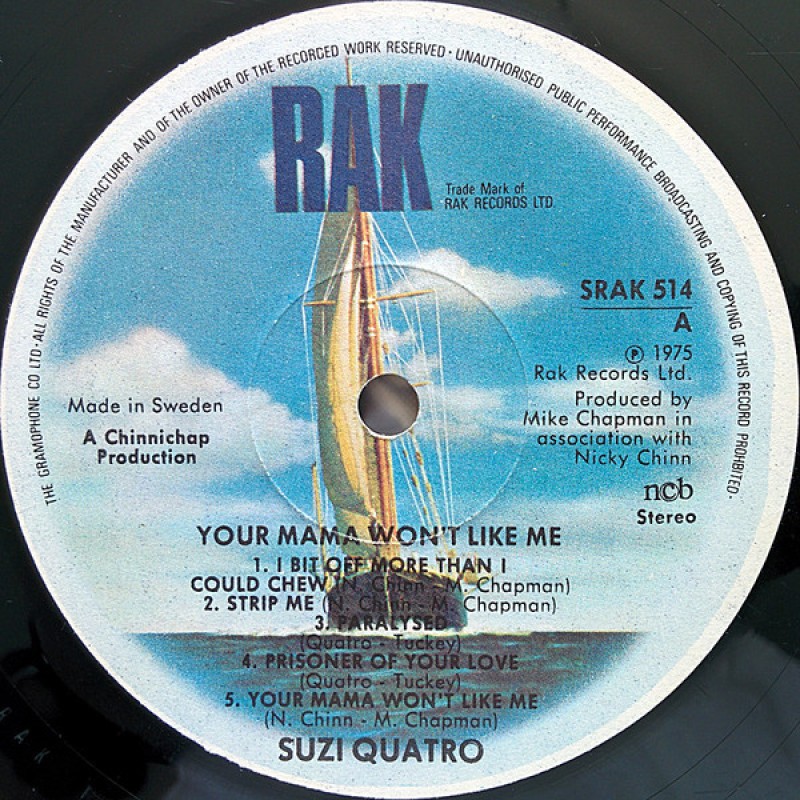 THE GRAMOPHONE CO LTD·ALL RIGHTS OF THE MANUFACTURER AND OF THE OWNER OF THE RECORDED WORK RESERVED·UNAUTHORISED PUBLIC PERFORMANCE BROADCASTING AND COPYING OF THIS RECORD PROHIBITED.
RAK
Trade Mark of
RAK RECORDS LTD.
SRAK 514
A
℗ 1975
Rak Records Ltd.
Produced by
Mike Chapman in
association with
Nicky Chinn
ncb
Stereo
Made in Sweden
A Chinnichap
Production
YOUR MAMA WON'T LIKE ME
1. I BIT OFF MORE THAN I
COULD CHEW (N. Chinn - M. Chapman)
2. STRIP ME (N. Chinn - M. Chapman)
3. PARALYSED
(Quatro - Tuckey)
4. PRISONER OF YOUR LOVE
(Quatro - Tuckey)
5. YOUR MAMA WON'T LIKE ME
(N. Chinn - M. Chapman)
SUZI QUATRO
R A K